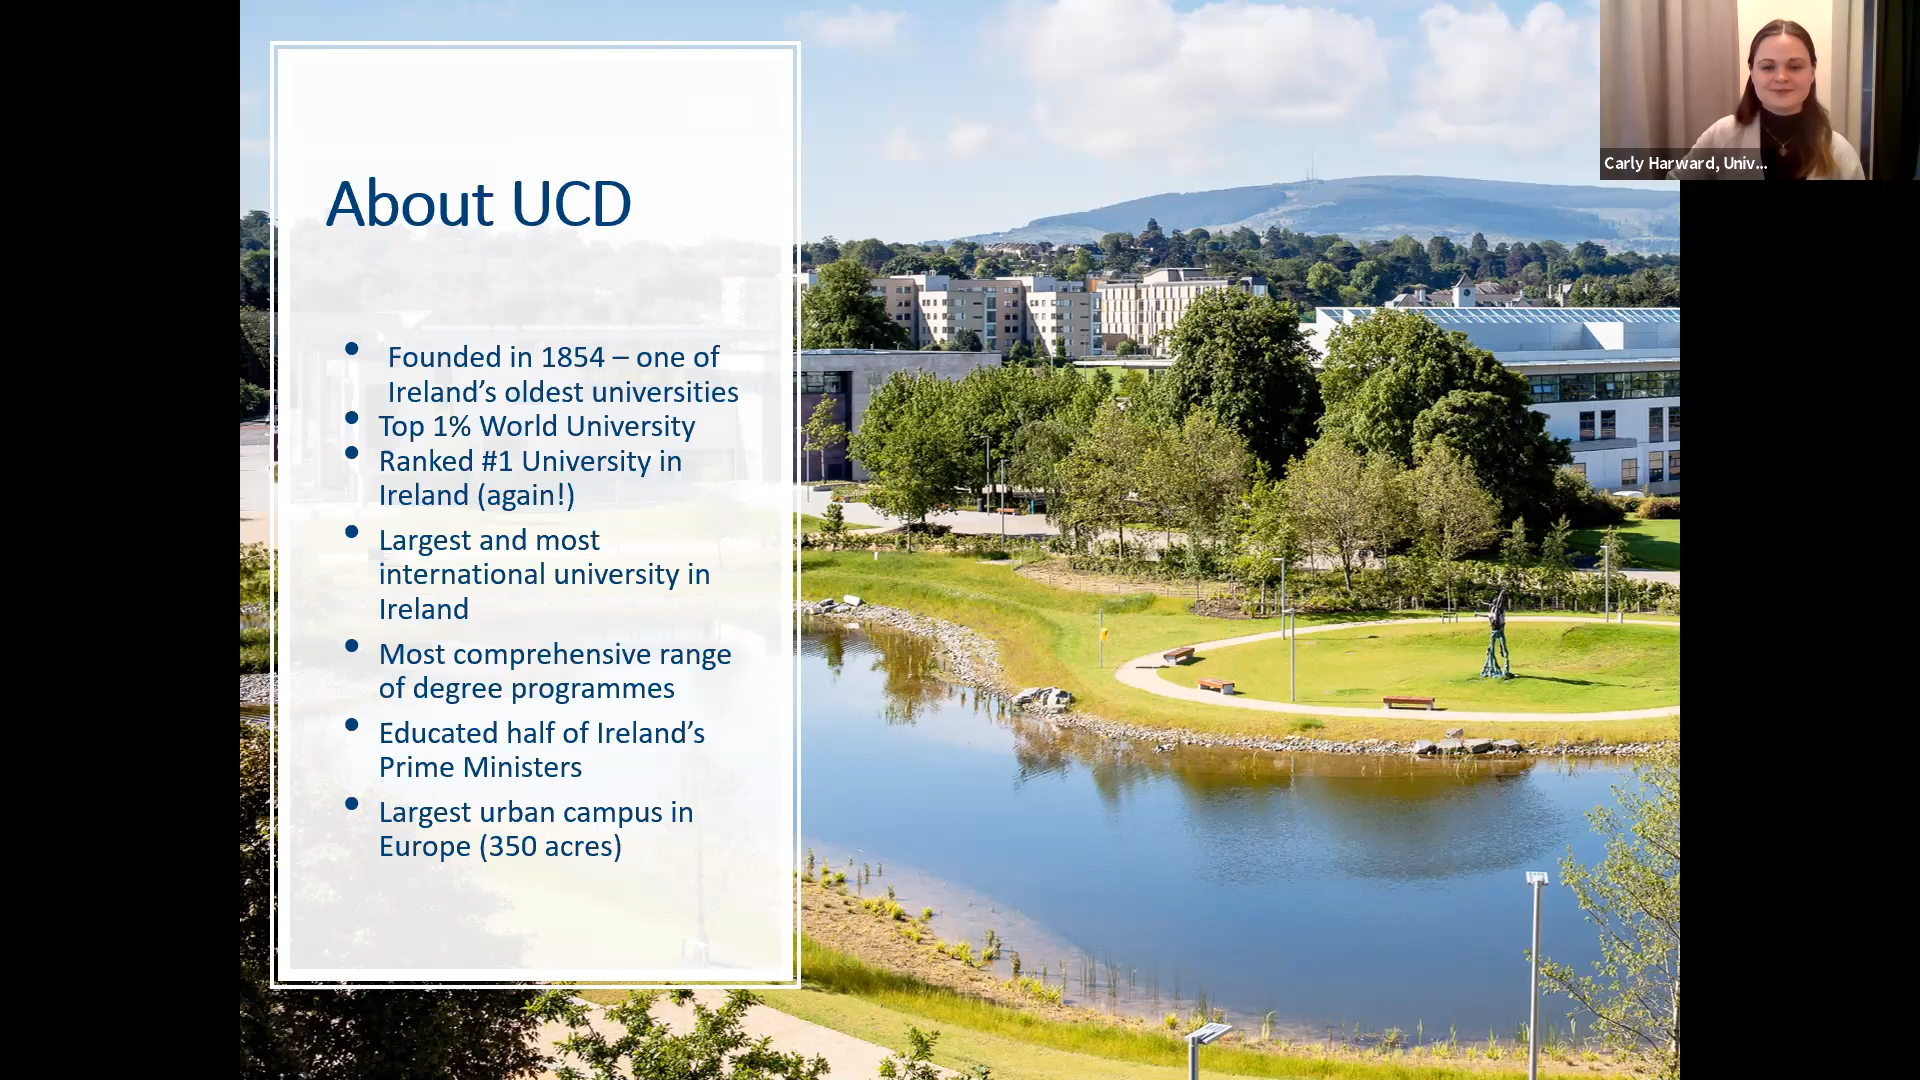 About UCD
• Founded in 1854 – one of
Ireland’s oldest universities
• Top 1% World University
• Ranked #1 University in
Ireland (again!)
• Largest and most
international university in
Ireland
• Most comprehensive range
of degree programmes
• Educated half of Ireland’s
Prime Ministers
• Largest urban campus in
Europe (350 acres)
Carly Harward, Univ...